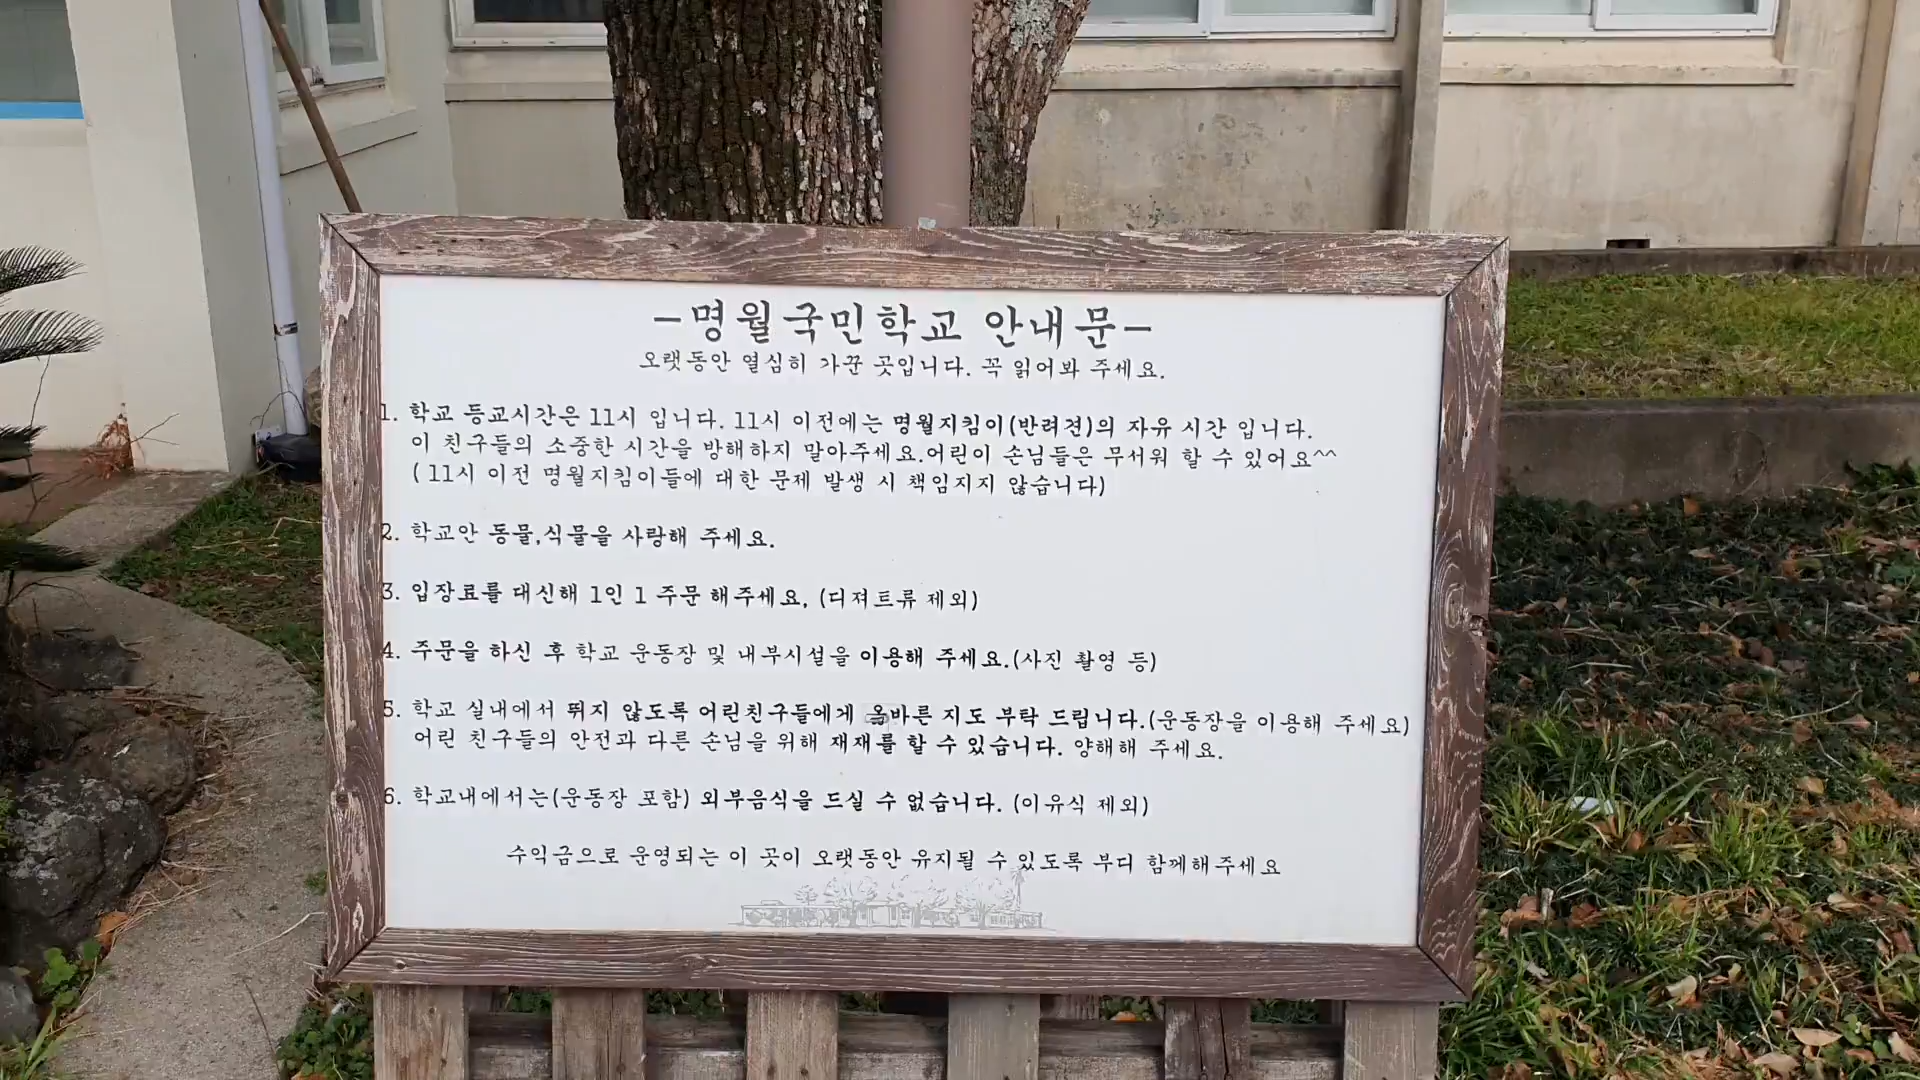 -명월국민학교 안내문-
오랫동안 열심히 가꾼 곳입니다. 꼭 읽어봐 주세요.
1. 학교 등교시간은 11시 입니다. 11시 이전에는 명월지킴이(반려견)의 자유 시간 입니다.
이 친구들의 소중한 시간을 방해하지 말아주세요.어린이 손님들은 무서워 할 수 있어요^^
( 11시 이전 명월지킴이들에 대한 문제 발생 시 책임지지 않습니다)
2. 학교안 동물,식물을 사랑해 주세요.
3. 입장료를 대신해 1인 1 주문 해주세요, (디져트류 제외)
4. 주문을 하신 후 학교 운동장 및 내부시설을 이용해 주세요.(사진 촬영 등)
5. 학교 실내에서 뛰지 않도록 어린친구들에게 올바른 지도 부탁 드립니다.(운동장을 이용해 주세요)
어린 친구들의 안전과 다른 손님을 위해 재재를 할 수 있습니다. 양해해 주세요.
6. 학교내에서는(운동장 포함) 외부음식을 드실 수 없습니다. (이유식 제외)
수익금으로 운영되는 이 곳이 오랫동안 유지될 수 있도록 부디 함께해주세요